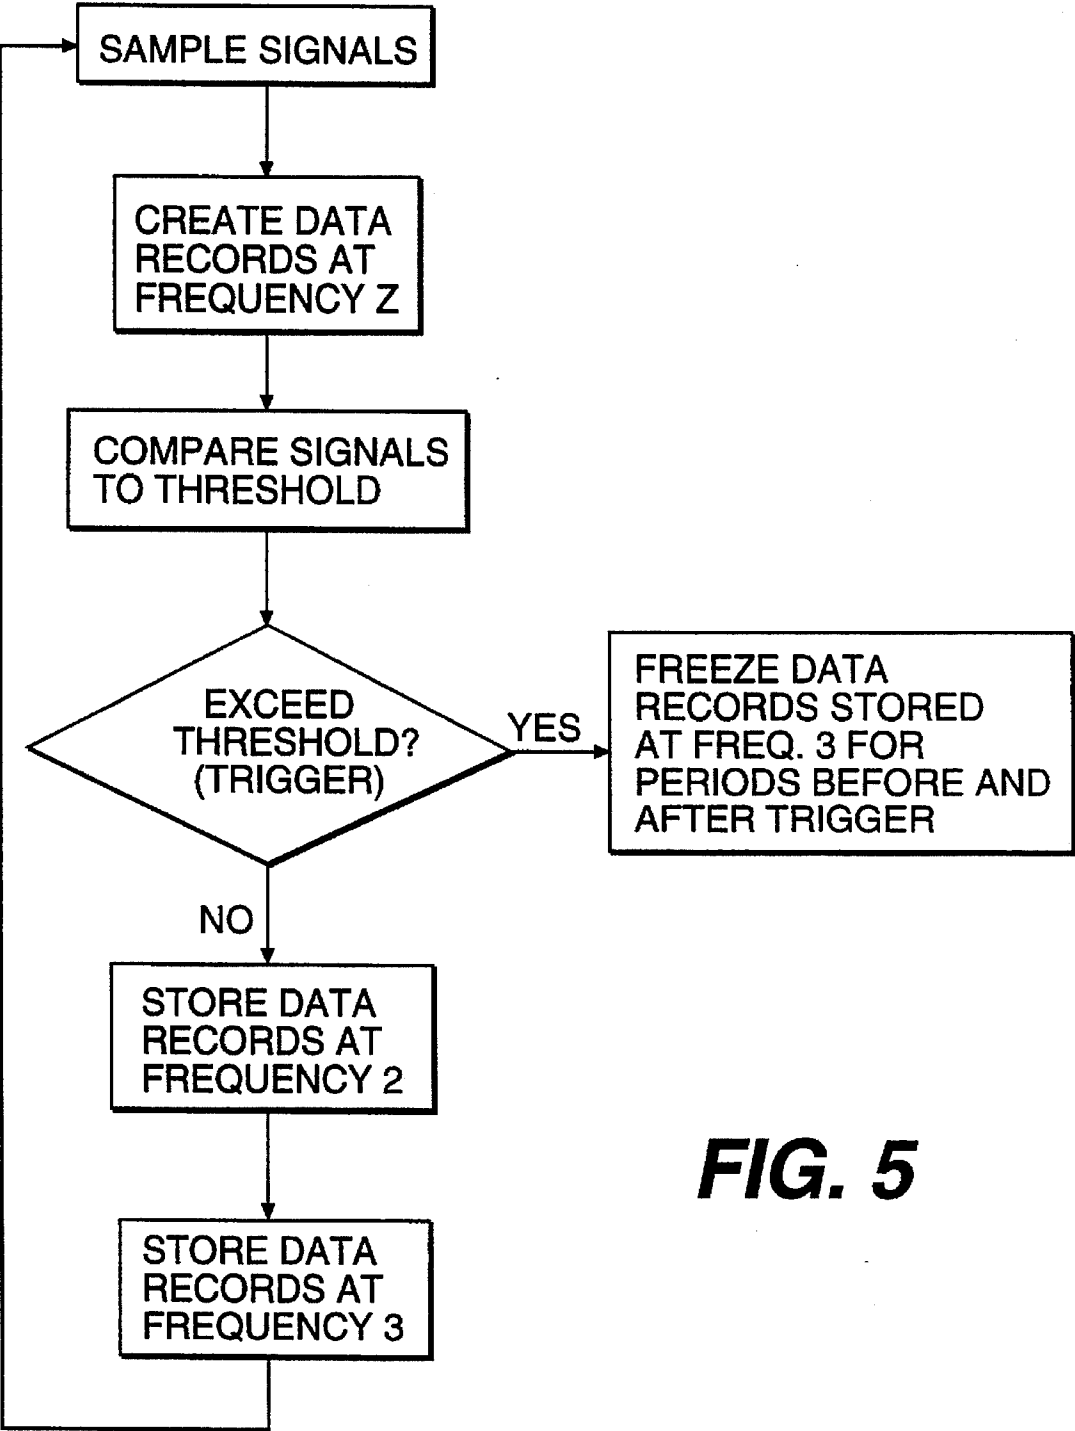 SAMPLE SIGNALS
CREATE DATA
RECORDS AT
FREQUENCY Z
COMPARE SIGNALS
TO THRESHOLD
EXCEED
THRESHOLD?
(TRIGGER)
YES
FREEZE DATA
RECORDS STORED
AT FREQ. 3 FOR
PERIODS BEFORE AND
AFTER TRIGGER
NO
STORE DATA
RECORDS AT
FREQUENCY 2
STORE DATA
RECORDS AT
FREQUENCY 3
FIG. 5